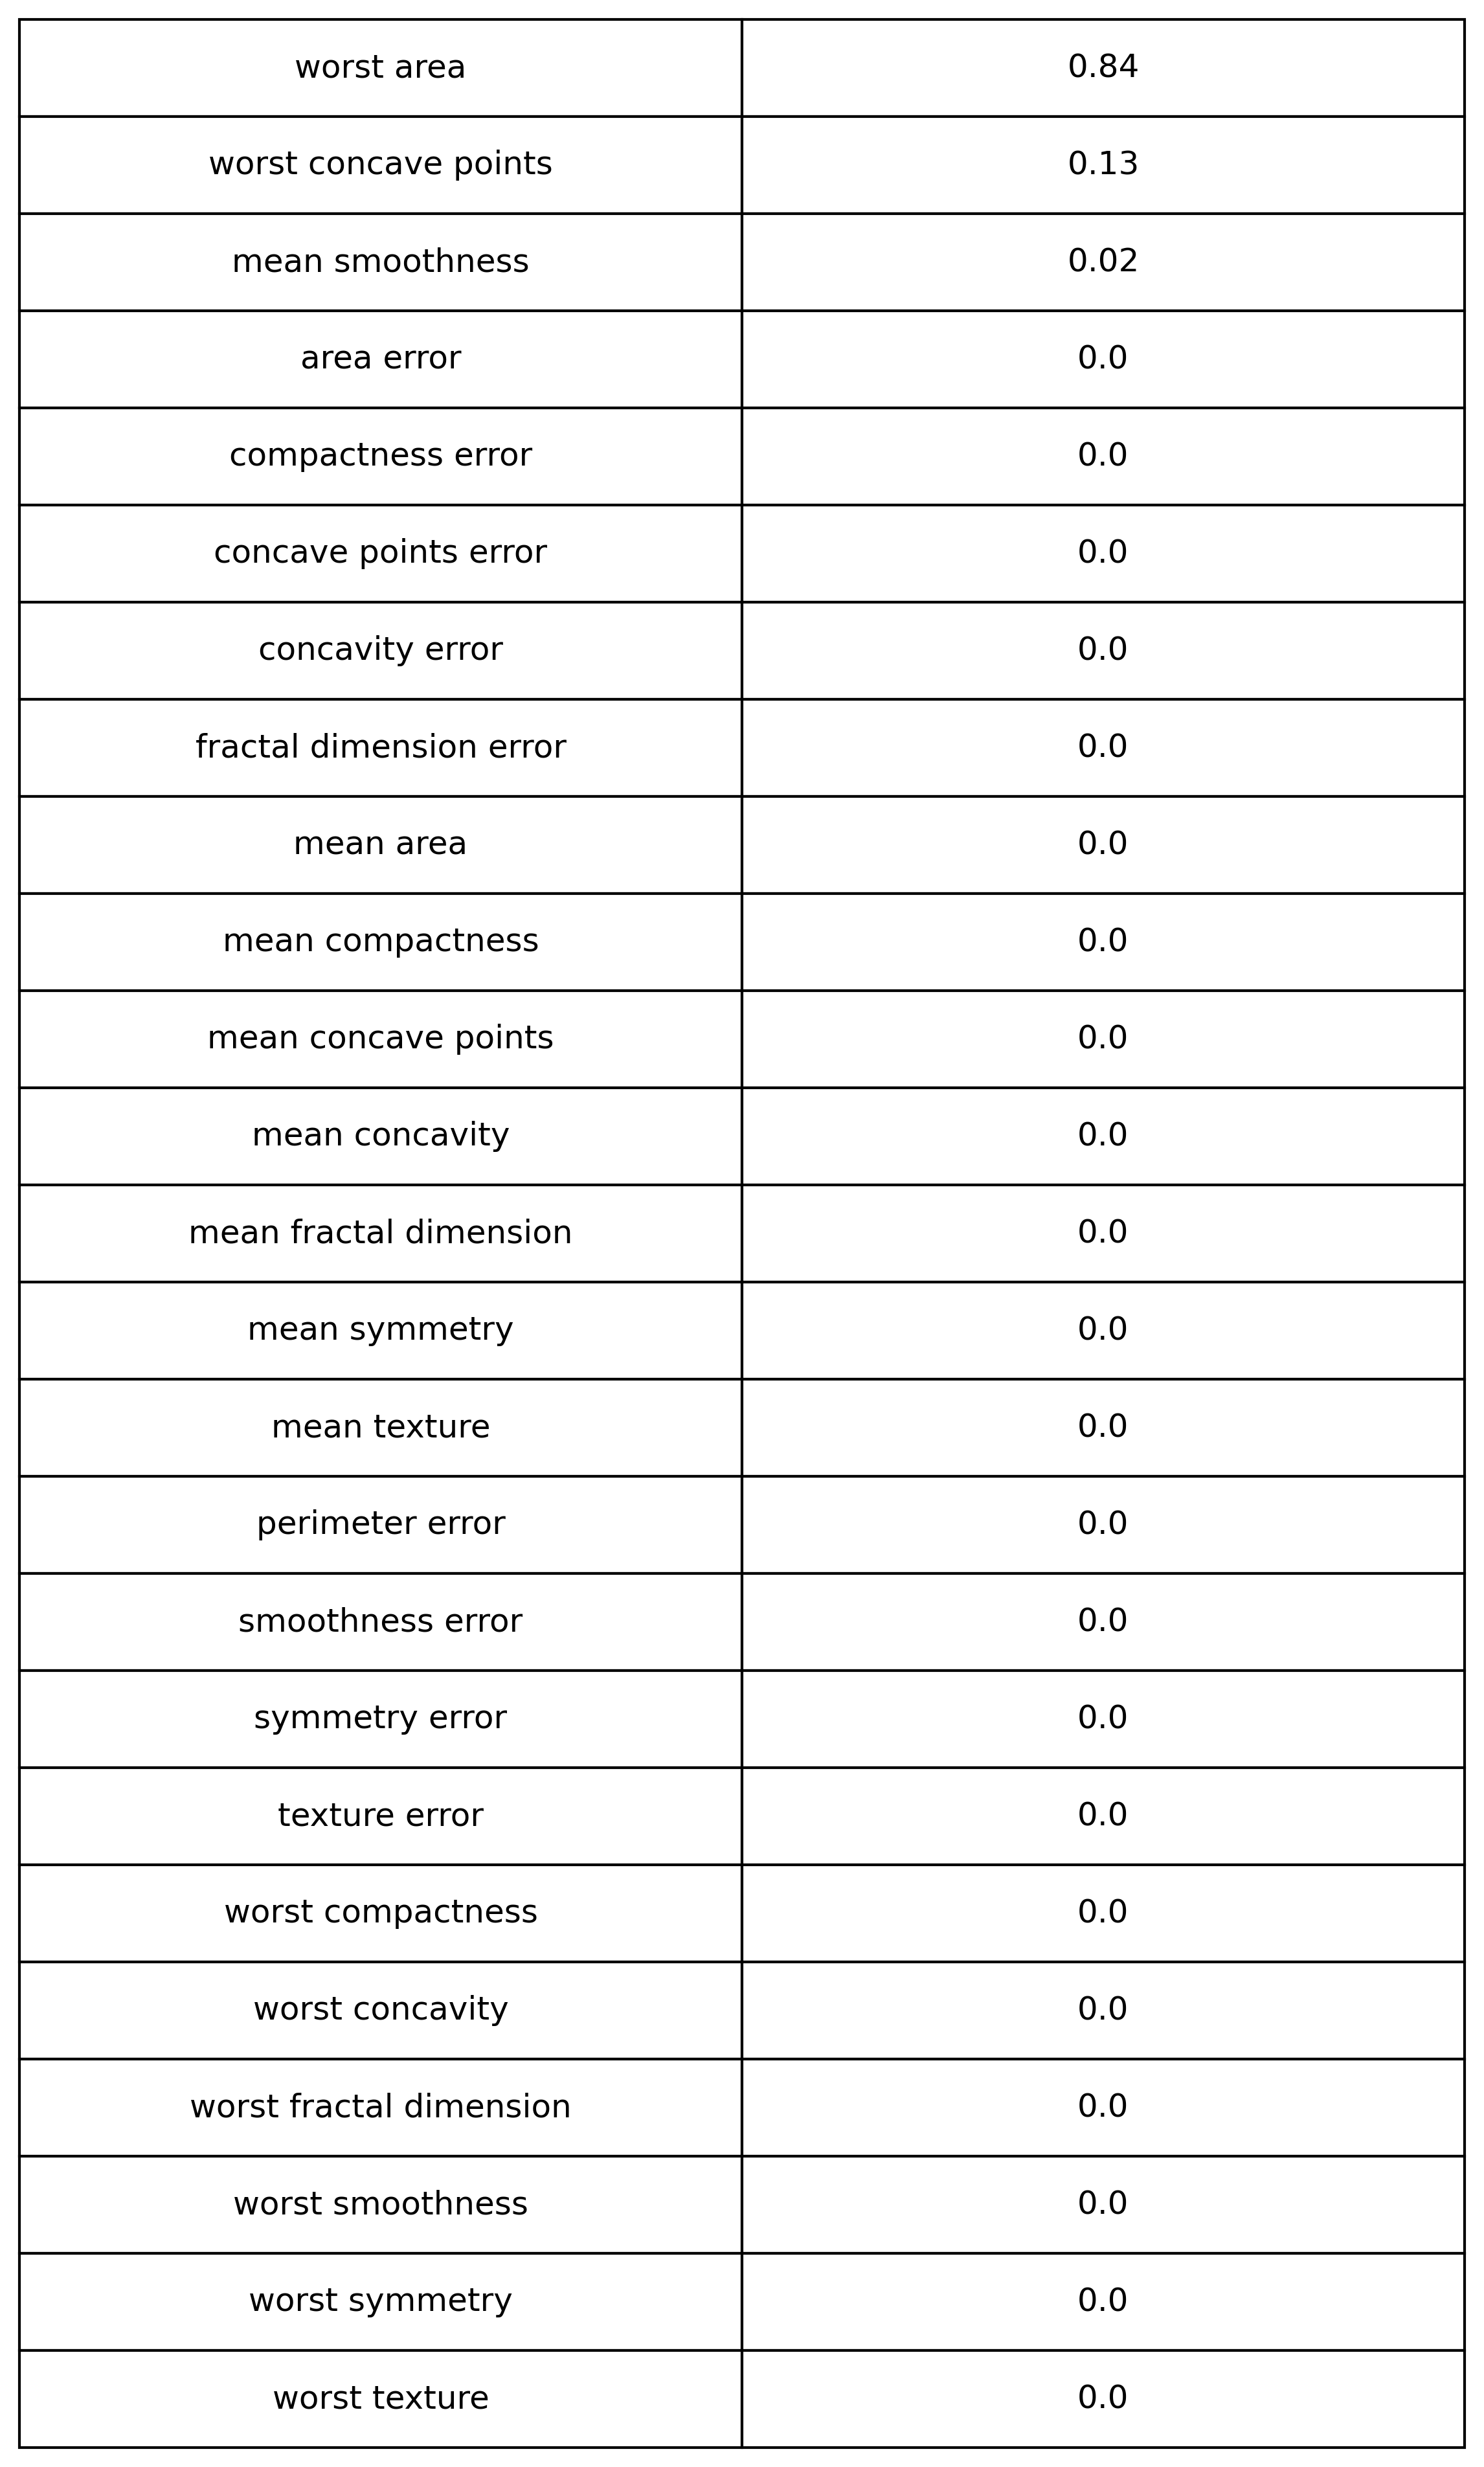 worst area 0.84
worst concave points 0.13
mean smoothness 0.02
area error 0.0
compactness error 0.0
concave points error 0.0
concavity error 0.0
fractal dimension error 0.0
mean area 0.0
mean compactness 0.0
mean concave points 0.0
mean concavity 0.0
mean fractal dimension 0.0
mean symmetry 0.0
mean texture 0.0
perimeter error 0.0
smoothness error 0.0
symmetry error 0.0
texture error 0.0
worst compactness 0.0
worst concavity 0.0
worst fractal dimension 0.0
worst smoothness 0.0
worst symmetry 0.0
worst texture 0.0